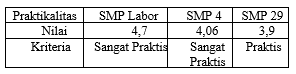 Praktikalitas SMP Labor SMP 4 SMP 29
Nilai 4,7 4,06 3,9
Kriteria Sangat Praktis Sangat Praktis Praktis